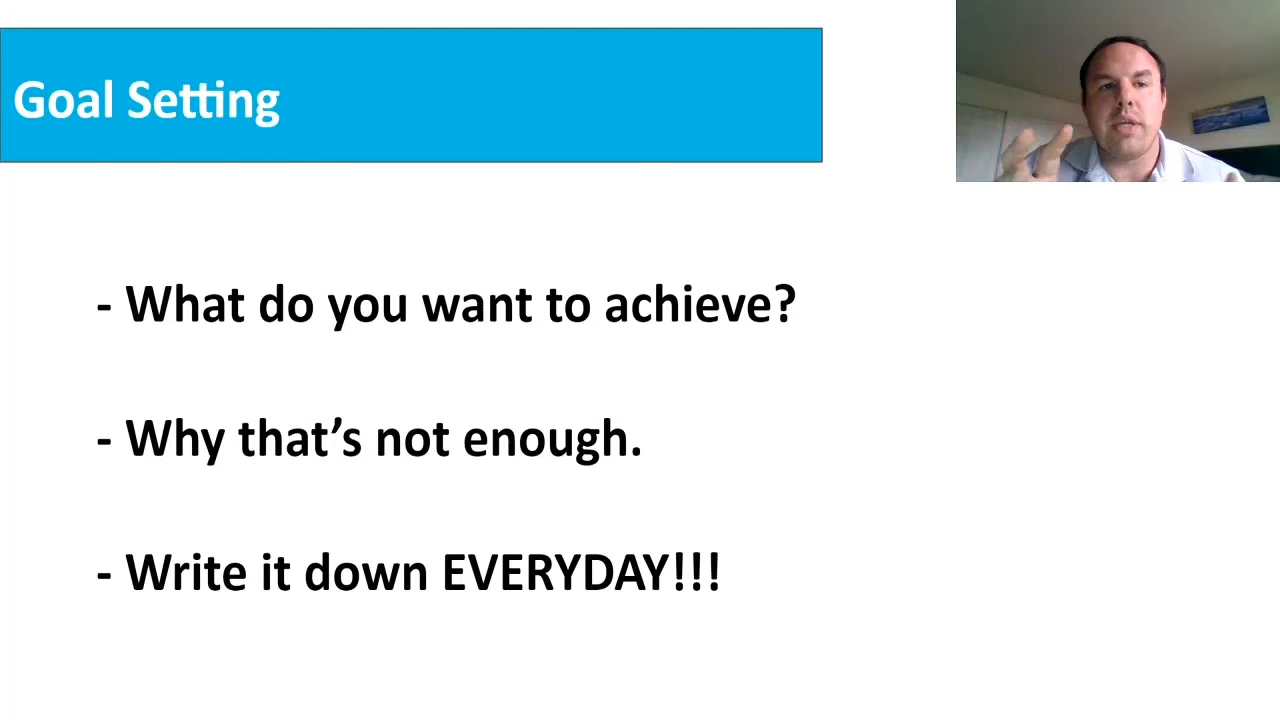 Goal Setting
- What do you want to achieve?
- Why that’s not enough.
- Write it down EVERYDAY!!!